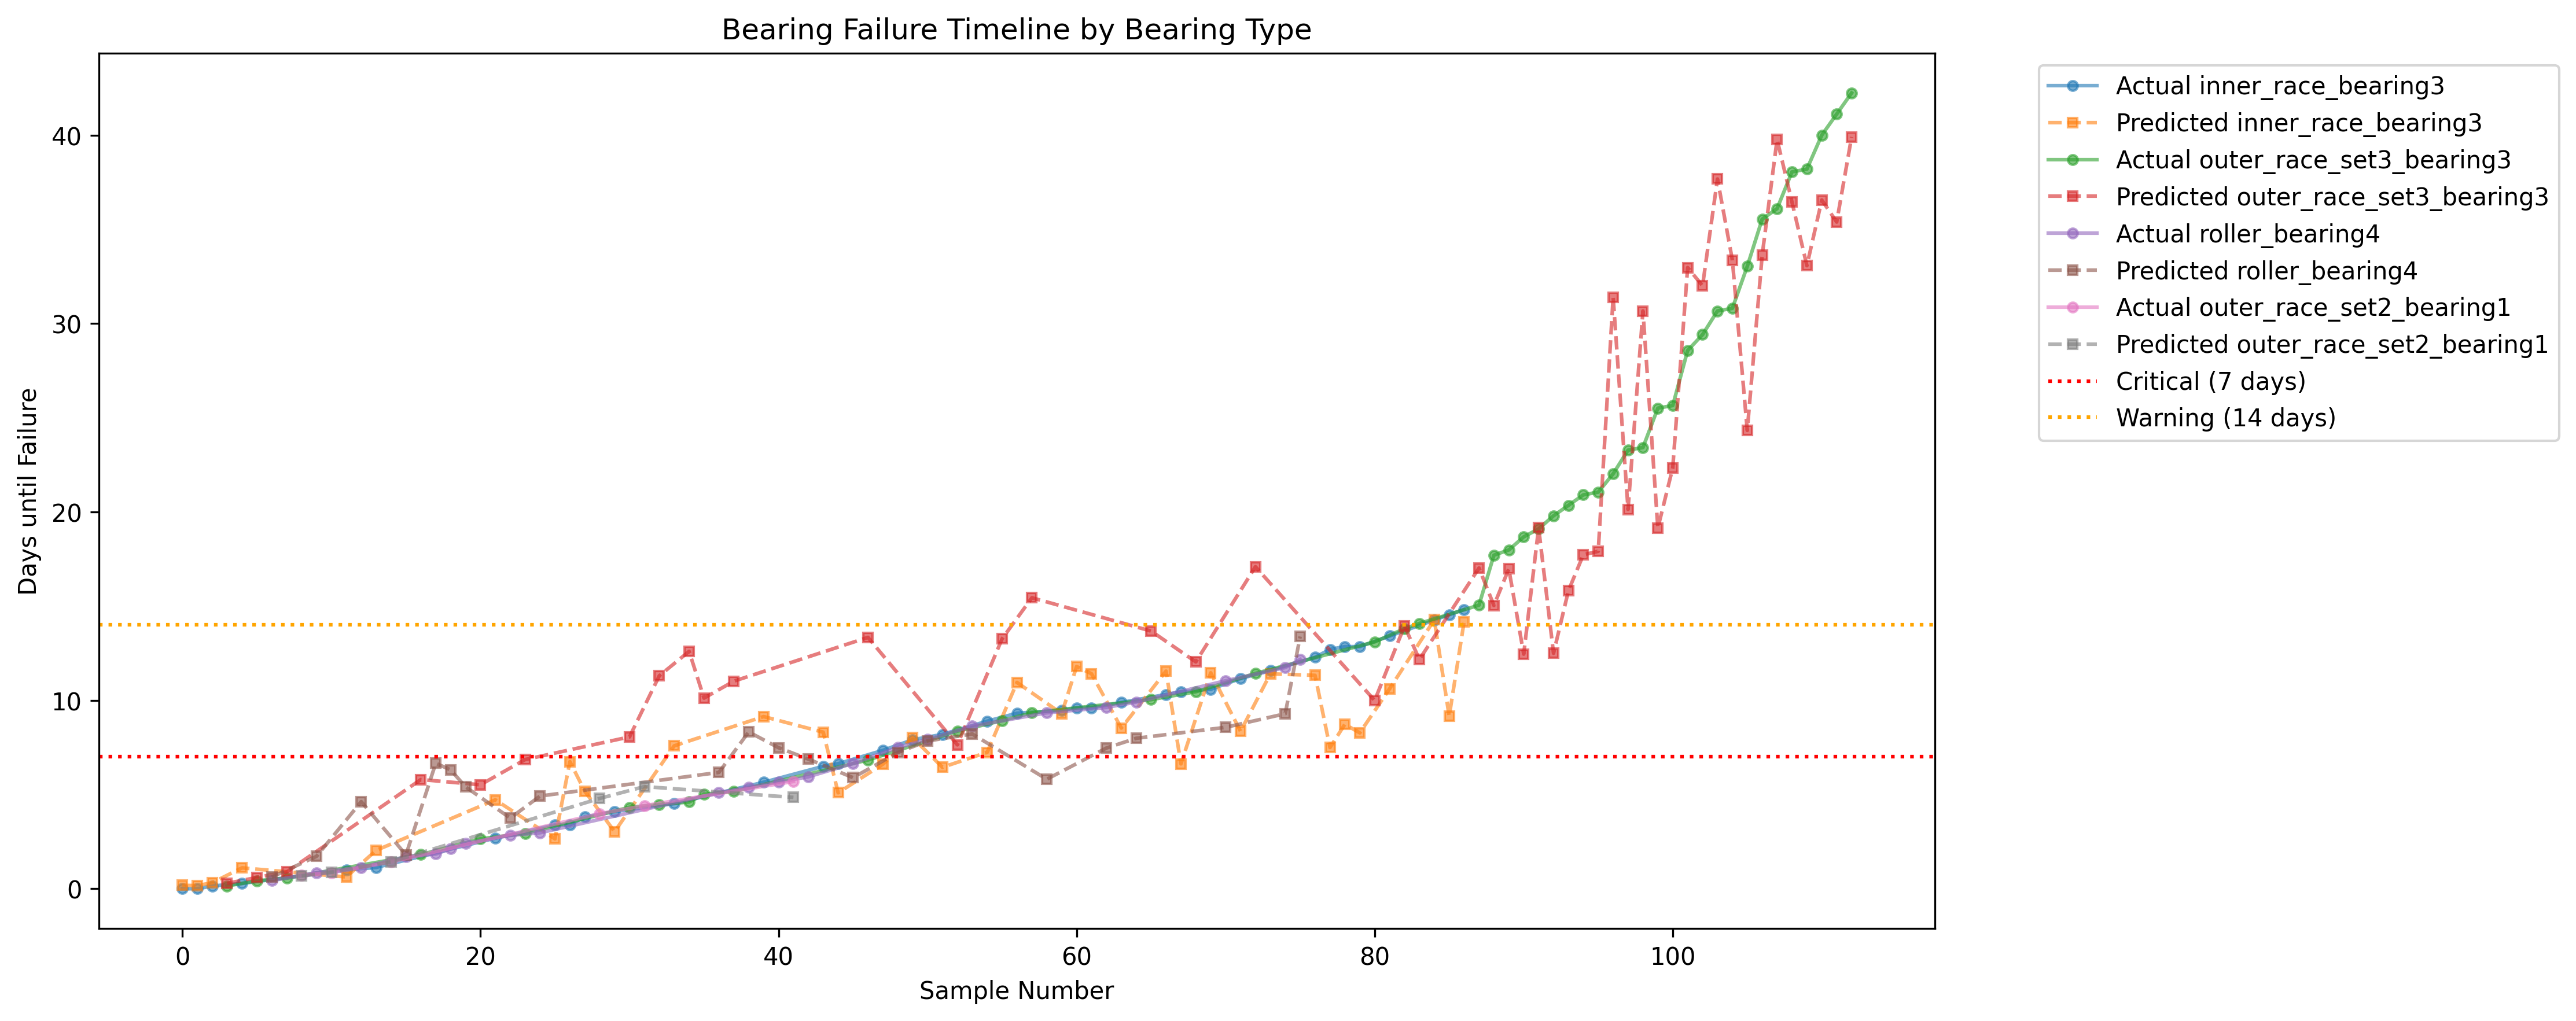 Bearing Failure Timeline by Bearing Type
Days until Failure
40
30
20
10
0
0
20
40
60
80
100
Sample Number
Actual inner_race_bearing3
Predicted inner_race_bearing3
Actual outer_race_set3_bearing3
Predicted outer_race_set3_bearing3
Actual roller_bearing4
Predicted roller_bearing4
Actual outer_race_set2_bearing1
Predicted outer_race_set2_bearing1
Critical (7 days)
Warning (14 days)